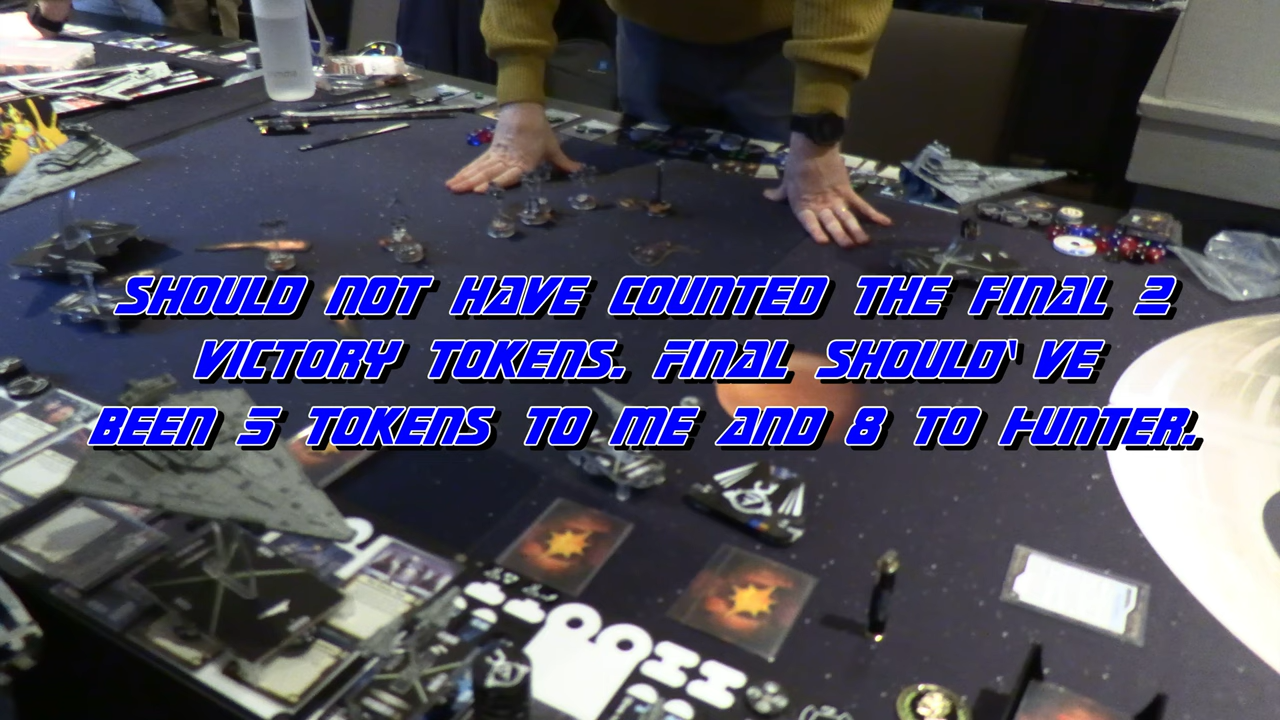 SHOULD NOT HAVE COUNTED THE FINAL 2
VICTORY TOKENS. FINAL SHOULD'VE
BEEN 5 TOKENS TO ME AND 8 TO HUNTER.